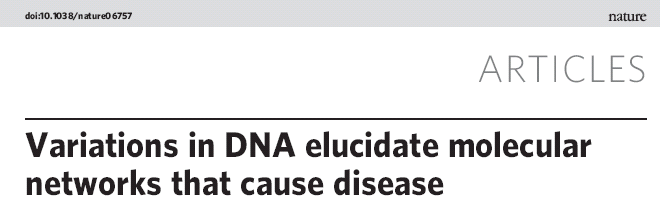 doi:10.1038/nature06757 nature
ARTICLES
Variations in DNA elucidate molecular
networks that cause disease